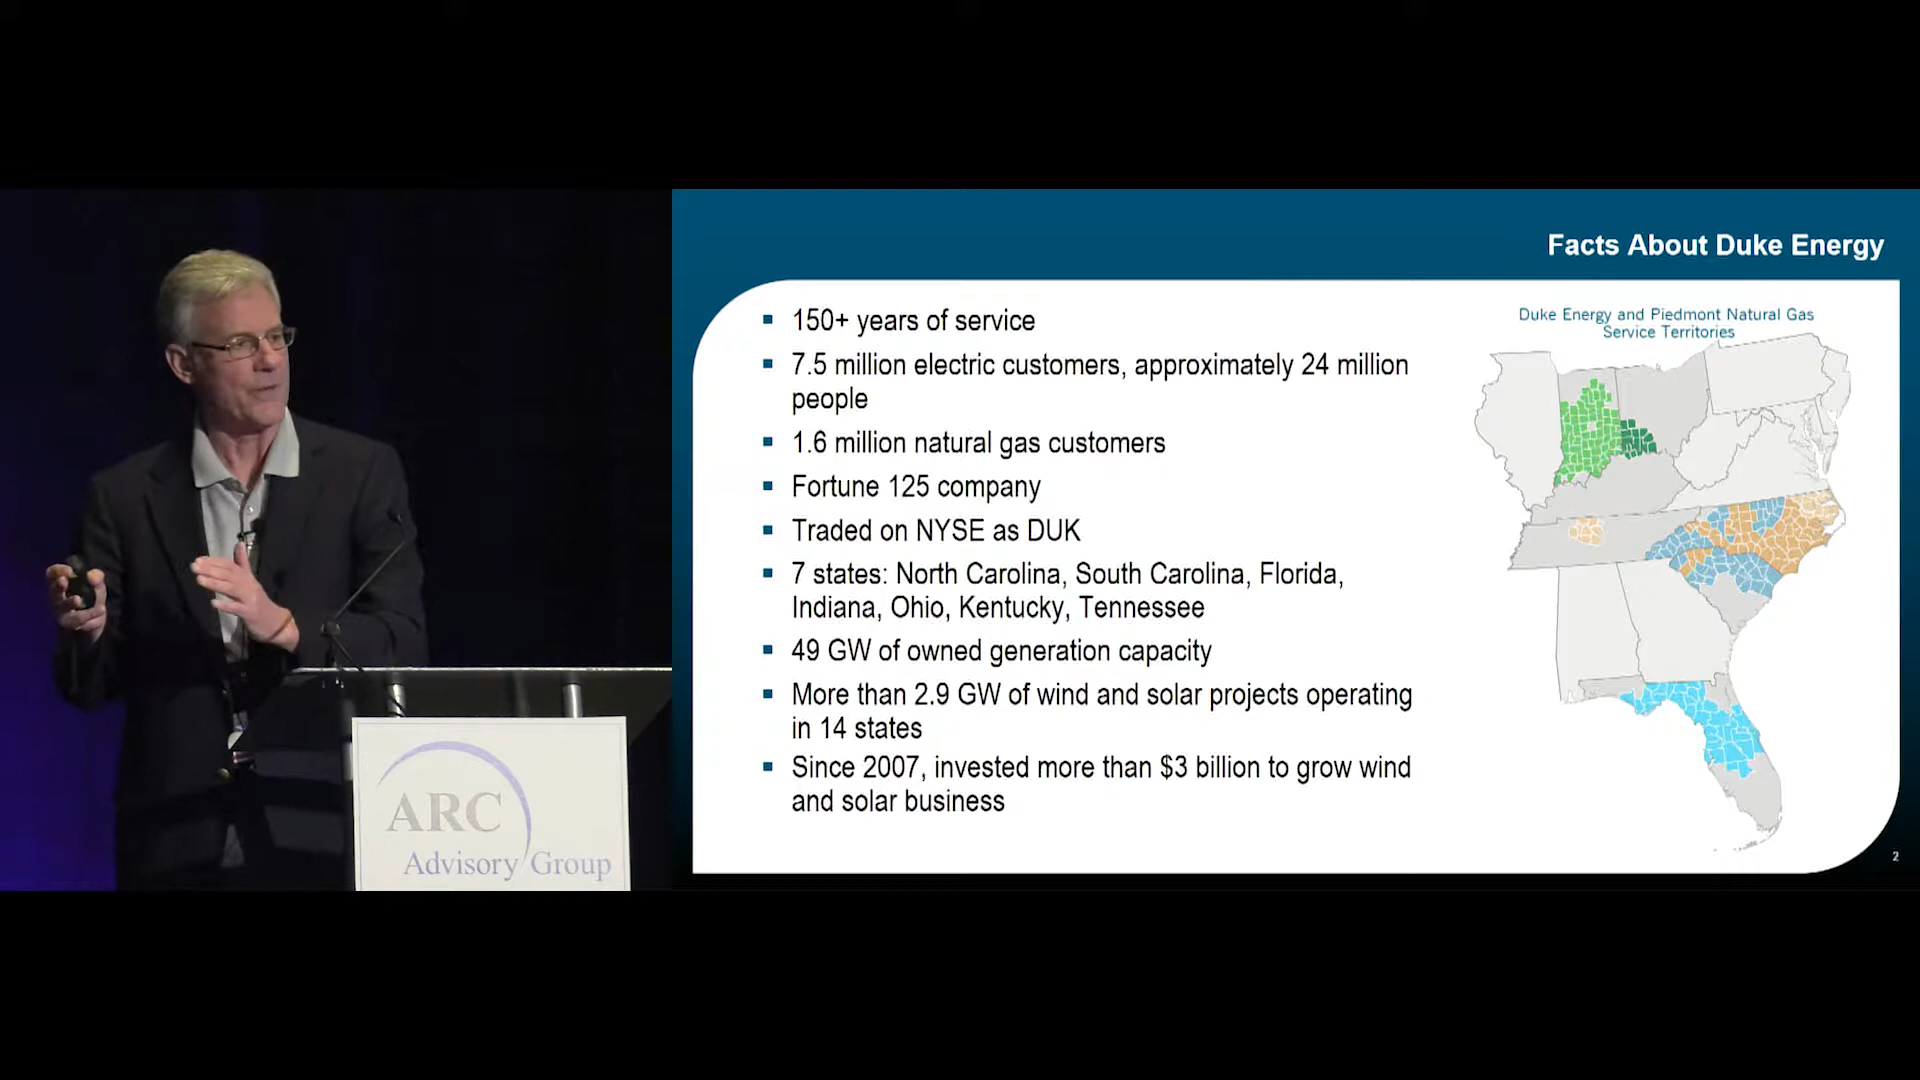 Facts About Duke Energy
150+ years of service
7.5 million electric customers, approximately 24 million
people
1.6 million natural gas customers
Fortune 125 company
Traded on NYSE as DUK
7 states: North Carolina, South Carolina, Florida,
Indiana, Ohio, Kentucky, Tennessee
49 GW of owned generation capacity
More than 2.9 GW of wind and solar projects operating
in 14 states
Since 2007, invested more than $3 billion to grow wind
and solar business
Duke Energy and Piedmont Natural Gas
Service Territories
2
ARC
Advisory Group